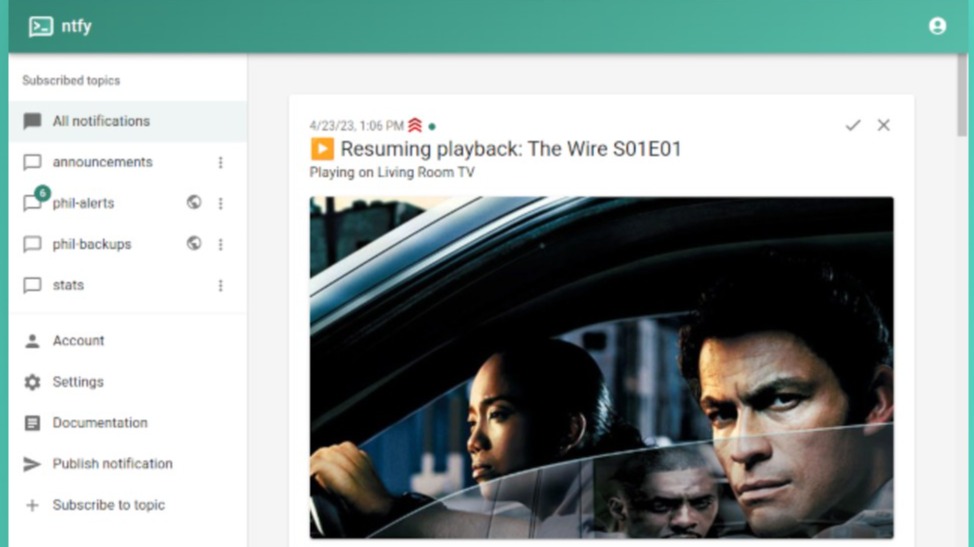 ntfy
Subscribed topics
All notifications
announcements
6
phil-alerts
phil-backups
stats
Account
Settings
Documentation
Publish notification
Subscribe to topic
4/23/23, 1:06 PM
Resuming playback: The Wire S01E01
Playing on Living Room TV